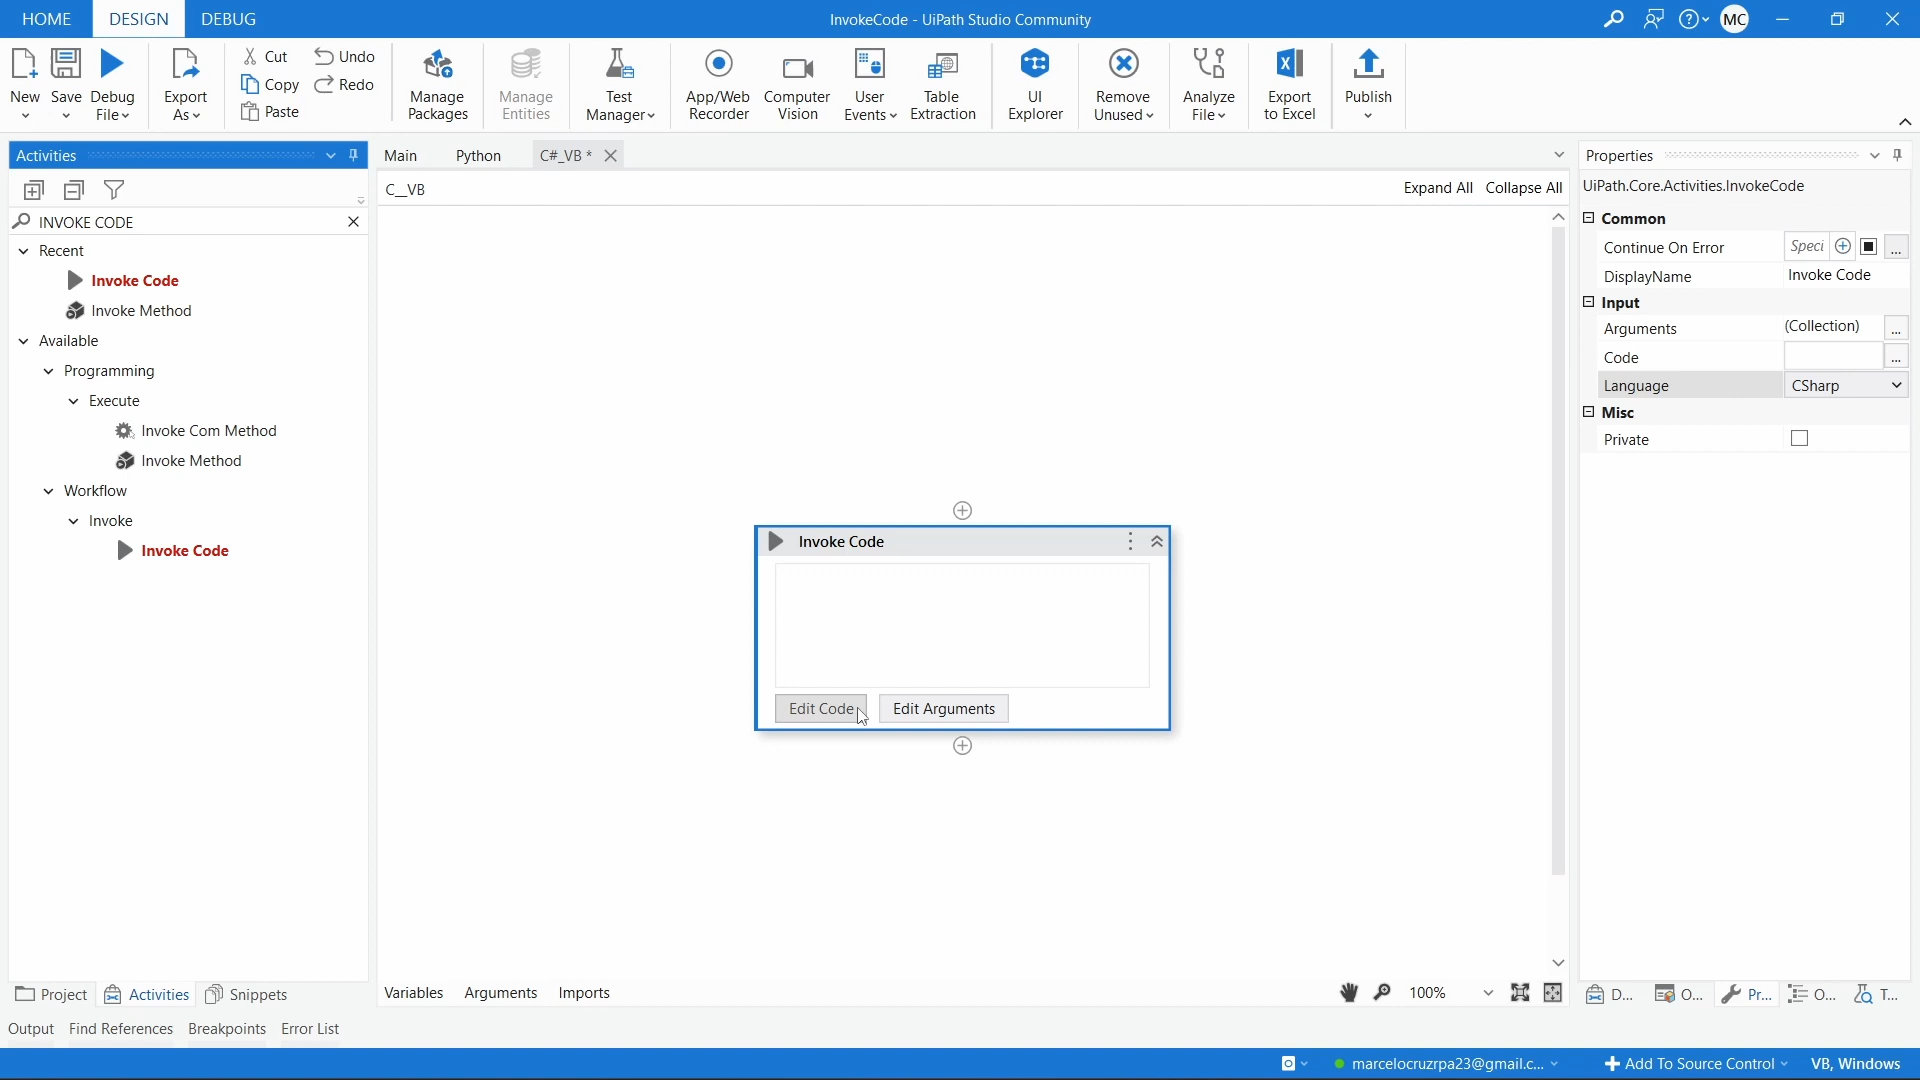 HOME
DESIGN
DEBUG
InvokeCode - UiPath Studio Community
MC
New
Save
Debug
File
Export
As
Cut
Copy
Paste
Undo
Redo
Manage
Packages
Manage
Entities
Test
Manager
App/Web
Recorder
Computer
Vision
User
Events
Table
Extraction
UI
Explorer
Remove
Unused
Analyze
File
Export
to Excel
Publish
Activities
INVOKE CODE
Recent
Invoke Code
Invoke Method
Available
Programming
Execute
Invoke Com Method
Invoke Method
Workflow
Invoke
Invoke Code
Project
Activities
Snippets
Main
Python
C#_VB *
C__VB
Expand All
Collapse All
Invoke Code
Edit Code
Edit Arguments
Variables
Arguments
Imports
100%
Properties
UiPath.Core.Activities.InvokeCode
Common
Continue On Error
Speci
...
DisplayName
Invoke Code
Input
Arguments
(Collection)
...
Code
...
Language
CSharp
Misc
Private
D...
O...
Pr...
O...
T...
Output
Find References
Breakpoints
Error List
marcelocruzrpa23@gmail.c...
Add To Source Control
VB, Windows